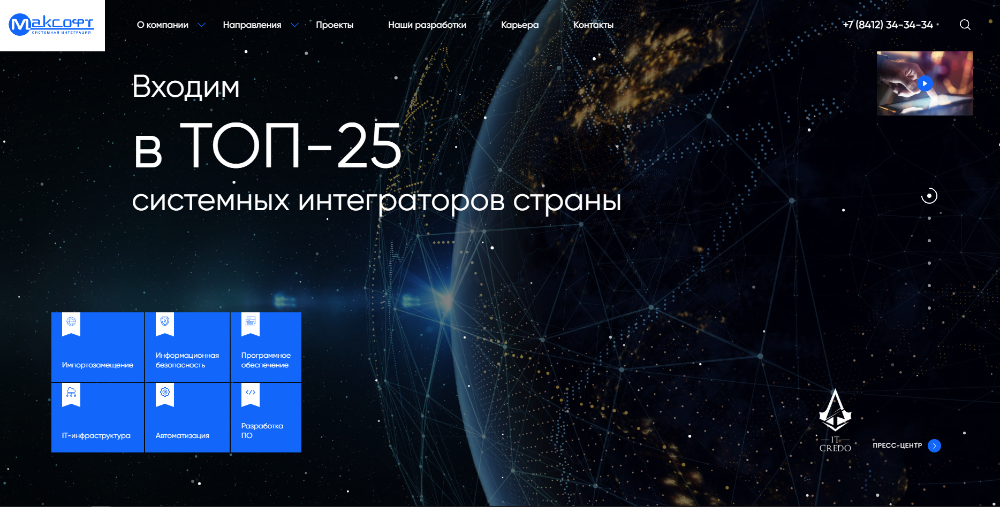 Максофт
СИСТЕМНАЯ ИНТЕГРАЦИЯ
О компании
Направления
Проекты
Наши разработки
Карьера
Контакты
+7 (8412) 34-34-34
Входим
в ТОП-25
системных интеграторов страны
Импортозамещение
Информационная
безопасность
Программное
обеспечение
IT-инфраструктура
Автоматизация
Разработка
ПО
IT
CREDO
ПРЕСС-ЦЕНТР